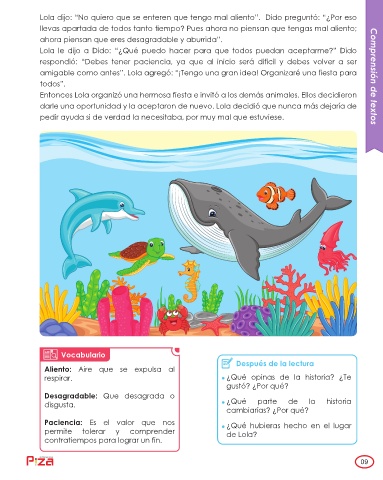 Lola dijo: “No quiero que se enteren que tengo mal aliento”. Dido preguntó: “¿Por eso
llevas apartada de todos tanto tiempo? Pues ahora no piensan que tengas mal aliento;
ahora piensan que eres desagradable y aburrida”.
Lola le dijo a Dido: “¿Qué puedo hacer para que todos puedan aceptarme?” Dido
respondió: “Debes tener paciencia, ya que al inicio será difícil y debes volver a ser
amigable como antes”. Lola agregó: “¡Tengo una gran idea! Organizaré una fiesta para
todos”.
Entonces Lola organizó una hermosa fiesta e invitó a los demás animales. Ellos decidieron
darle una oportunidad y la aceptaron de nuevo. Lola decidió que nunca más dejaría de
pedir ayuda si de verdad la necesitaba, por muy mal que estuviese.
Comprensión de textos
Vocabulario
Aliento: Aire que se expulsa al
respirar.
Desagradable: Que desagrada o
disgusta.
Paciencia: Es el valor que nos
permite tolerar y comprender
contratiempos para lograr un fin.
Después de la lectura
• ¿Qué opinas de la historia? ¿Te
gustó? ¿Por qué?
• ¿Qué parte de la historia
cambiarías? ¿Por qué?
• ¿Qué hubieras hecho en el lugar
de Lola?
09